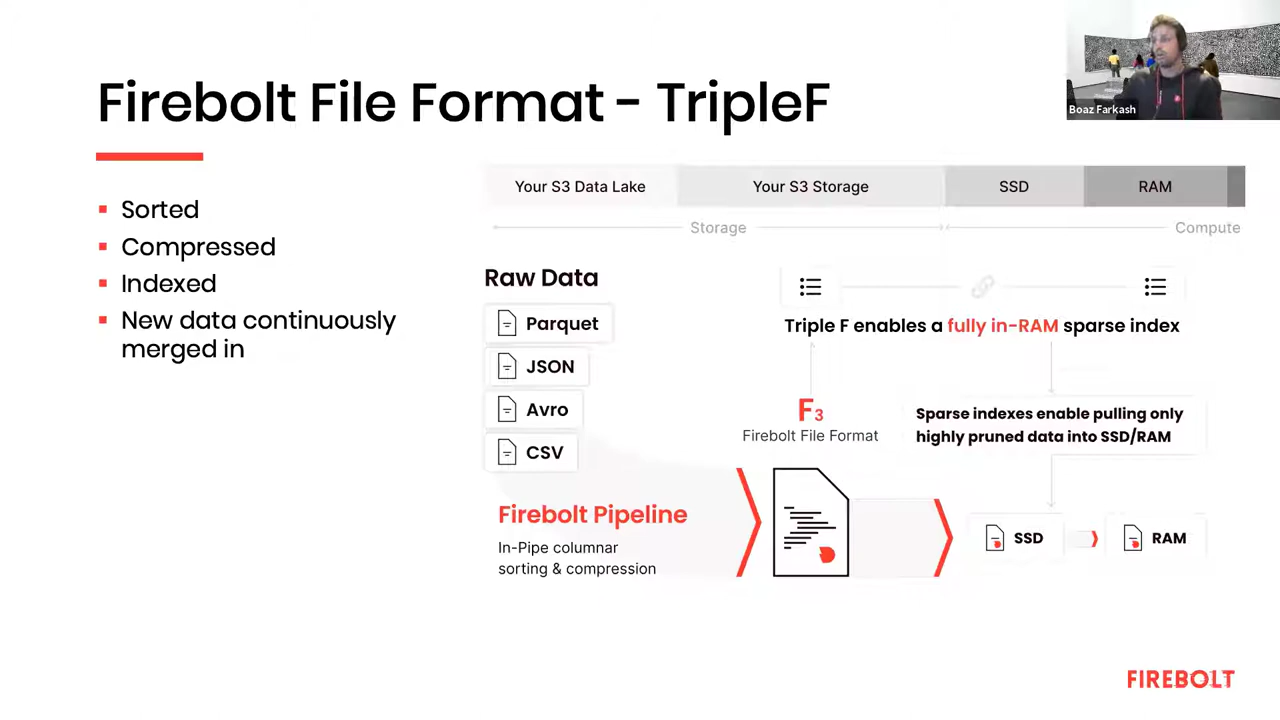 Boaz Farkash
Firebolt File Format - TripleF
Sorted
Compressed
Indexed
New data continuously
merged in
Your S3 Data Lake
Your S3 Storage
SSD
RAM
Storage
Compute
Raw Data
Parquet
JSON
Avro
CSV
Triple F enables a fully in-RAM sparse index
F3
Firebolt File Format
Sparse indexes enable pulling only
highly pruned data into SSD/RAM
Firebolt Pipeline
In-Pipe columnar
sorting & compression
SSD
RAM
FIREBOLT